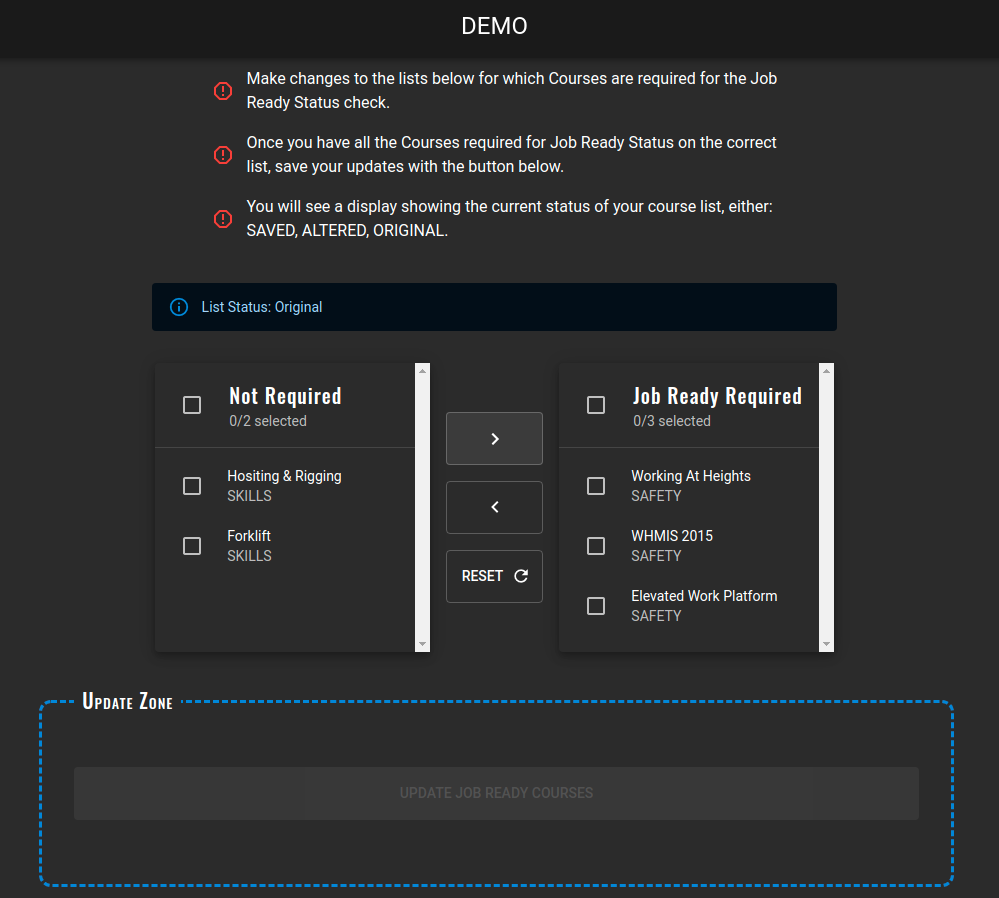 DEMO
Make changes to the lists below for which Courses are required for the Job
Ready Status check.
Once you have all the Courses required for Job Ready Status on the correct
list, save your updates with the button below.
You will see a display showing the current status of your course list, either:
SAVED, ALTERED, ORIGINAL.
List Status: Original
Not Required
0/2 selected
Hositing & Rigging
SKILLS
Forklift
SKILLS
RESET
Job Ready Required
0/3 selected
Working At Heights
SAFETY
WHMIS 2015
SAFETY
Elevated Work Platform
SAFETY
Update Zone
UPDATE JOB READY COURSES